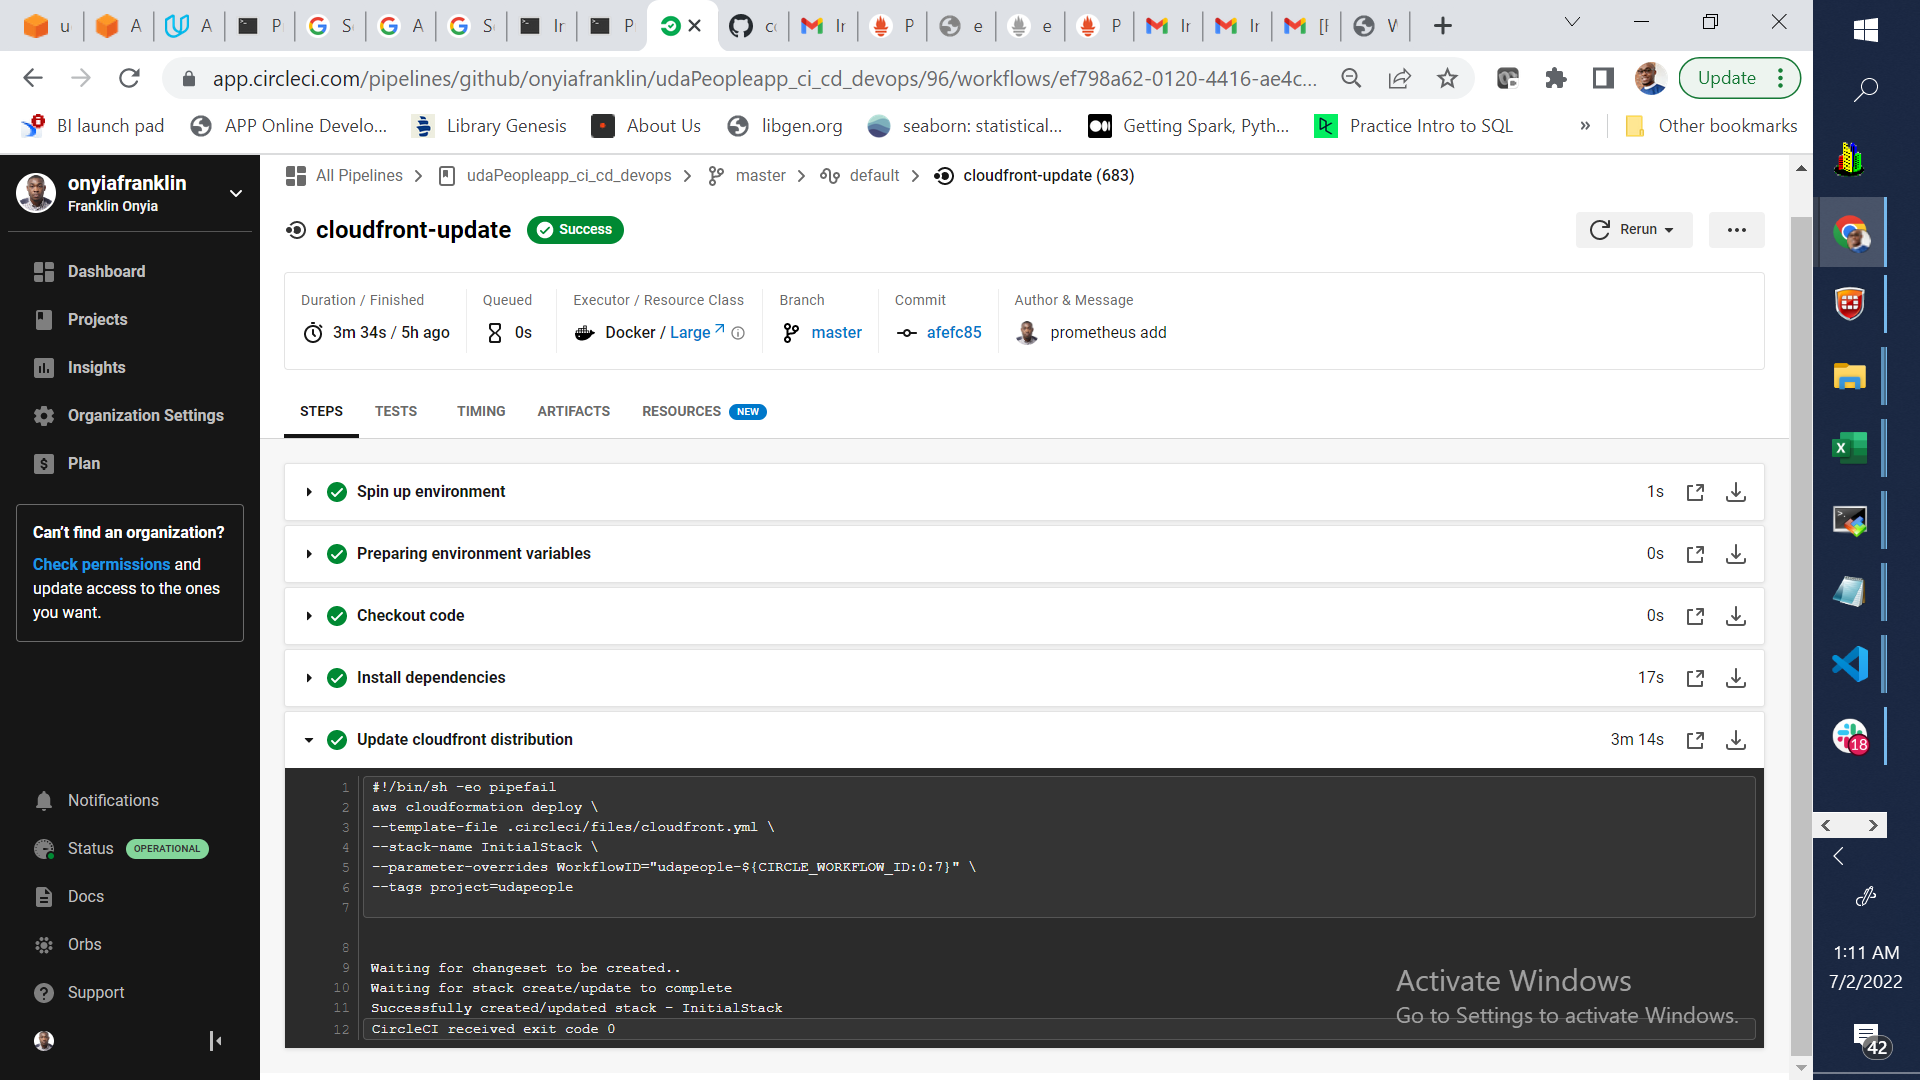 u
A
A
P
S
A
S
Ir
P
cc
Ir
P
e
e
P
Ir
Ir
[F
W
app.circleci.com/pipelines/github/onyiafranklin/udaPeopleapp_ci_cd_devops/96/workflows/ef798a62-0120-4416-ae4c...
Update
BI launch pad
APP Online Develo...
Library Genesis
About Us
libgen.org
seaborn: statistical...
Getting Spark, Pyth...
Practice Intro to SQL
»
Other bookmarks
onyiafranklin
Franklin Onyia
Dashboard
Projects
Insights
Organization Settings
Plan
Can't find an organization?
Check permissions and
update access to the ones
you want.
Notifications
Status OPERATIONAL
Docs
Orbs
Support
All Pipelines
udaPeopleapp_ci_cd_devops
master
default
cloudfront-update (683)
cloudfront-update
Success
Rerun
Duration / Finished
3m 34s / 5h ago
Queued
0s
Executor / Resource Class
Docker / Large
Branch
master
Commit
afefc85
Author & Message
prometheus add
STEPS
TESTS
TIMING
ARTIFACTS
RESOURCES NEW
Spin up environment 1s
Preparing environment variables 0s
Checkout code 0s
Install dependencies 17s
Update cloudfront distribution 3m 14s
1 #!/bin/sh -eo pipefail
2 aws cloudformation deploy \
3 --template-file .circleci/files/cloudfront.yml \
4 --stack-name InitialStack \
5 --parameter-overrides WorkflowID="udapeople-${CIRCLE_WORKFLOW_ID:0:7}" \
6 --tags project=udapeople
7
8
9 Waiting for changeset to be created..
10 Waiting for stack create/update to complete
11 Successfully created/updated stack - InitialStack
12 CircleCI received exit code 0
Activate Windows
Go to Settings to activate Windows.
18
1:11 AM
7/2/2022
42